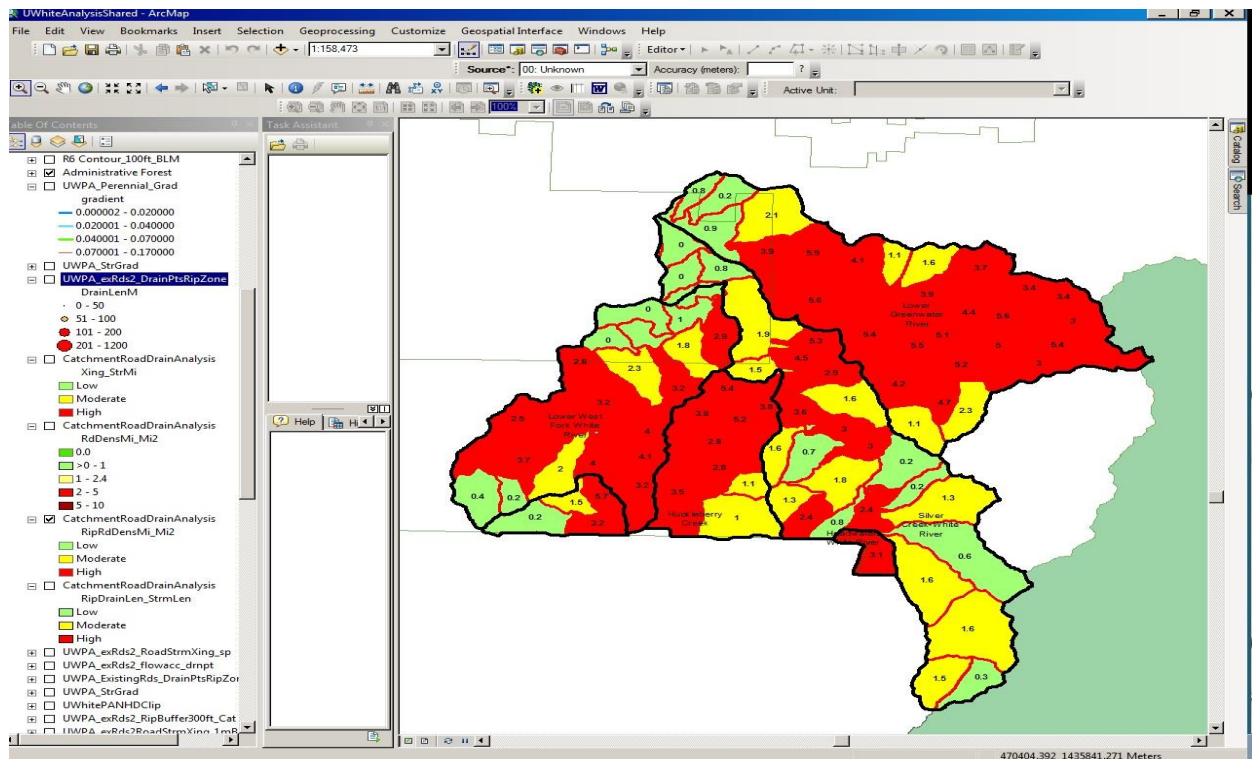 UWhiteAnalysisShared - ArcMap
File Edit View Bookmarks Insert Selection Geoprocessing Customize Geospatial Interface Windows Help
1:158,473
Editor
Source*: 00: Unknown
Accuracy (meters):
?
Active Unit:
100%
able Of Contents
R6 Contour_100ft_BLM
Administrative Forest
UWPA_Perennial_Grad
gradient
0.000002 - 0.020000
0.020001 - 0.040000
0.040001 - 0.070000
0.070001 - 0.170000
UWPA_StrGrad
UWPA_exRds2_DrainPtsRipZone
DrainLenM
0 - 50
51 - 100
101 - 200
201 - 1200
CatchmentRoadDrainAnalysis
Xing_StrMi
Low
Moderate
High
CatchmentRoadDrainAnalysis
RdDensMi_Mi2
0.0
>0 - 1
1 - 2.4
2 - 5
5 - 10
CatchmentRoadDrainAnalysis
RipRdDensMi_Mi2
Low
Moderate
High
CatchmentRoadDrainAnalysis
RipDrainLen_StrmLen
Low
Moderate
High
UWPA_exRds2_RoadStrmXing_sp
UWPA_exRds2_flowacc_drnpt
UWPA_ExistingRds_DrainPtsRipZor
UWPA_StrGrad
UWhitePANHDClip
UWPA_exRds2_RipBuffer300ft_Cat
UWPA_exRds2RoadStrmXing_1mB
Task Assistant
Help
Hi
Catalog
Search
0.8
0.2
2.1
0.9
0
3.9
5.9
4.1
1.1
1.6
3.7
0
0.8
3.4
3.4
5.6
3.9
Lower
Greenwater
River
4.4
5.6
3
0
1
0
1.8
2.9
1.9
5.3
5.4
5.5
5.1
5
5.4
2.8
2.3
1.5
4.5
2.9
5.2
3
3.2
3.2
5.4
4.2
1.6
4.7
2.3
2.5
Lower West
Fork White
River
4
3.8
5.2
3.8
3.6
3
1.1
3.7
2
4
4.1
2.8
2.8
1.6
0.7
3
0.2
0.4
0.2
1.5
5.7
3.2
3.5
1.1
1.8
0.2
1.3
0.2
2.2
Huckleberry
Creek
1
1.3
2.4
0.8
2.4
Silver
Creek-White
River
3.1
0.6
1.6
1.6
1.5
0.3
470404.392 1435841.271 Meters